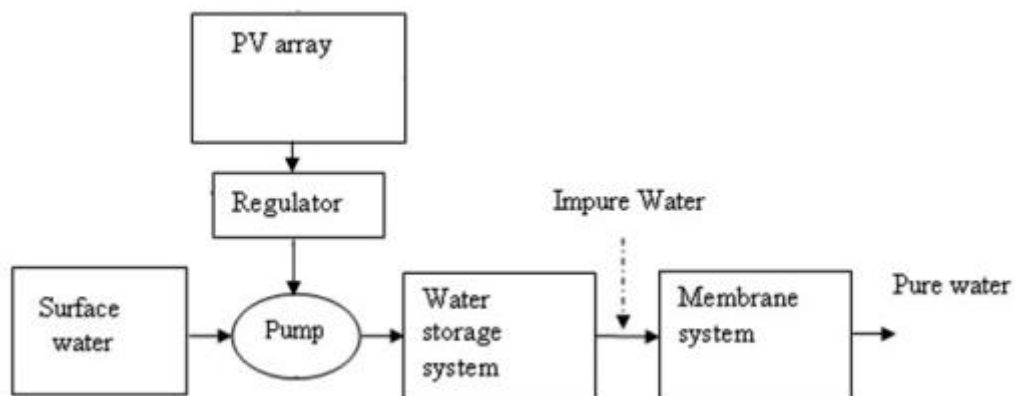 PV array
Regulator
Impure Water
Surface
water
Pump
Water
storage
system
Membrane
system
Pure water